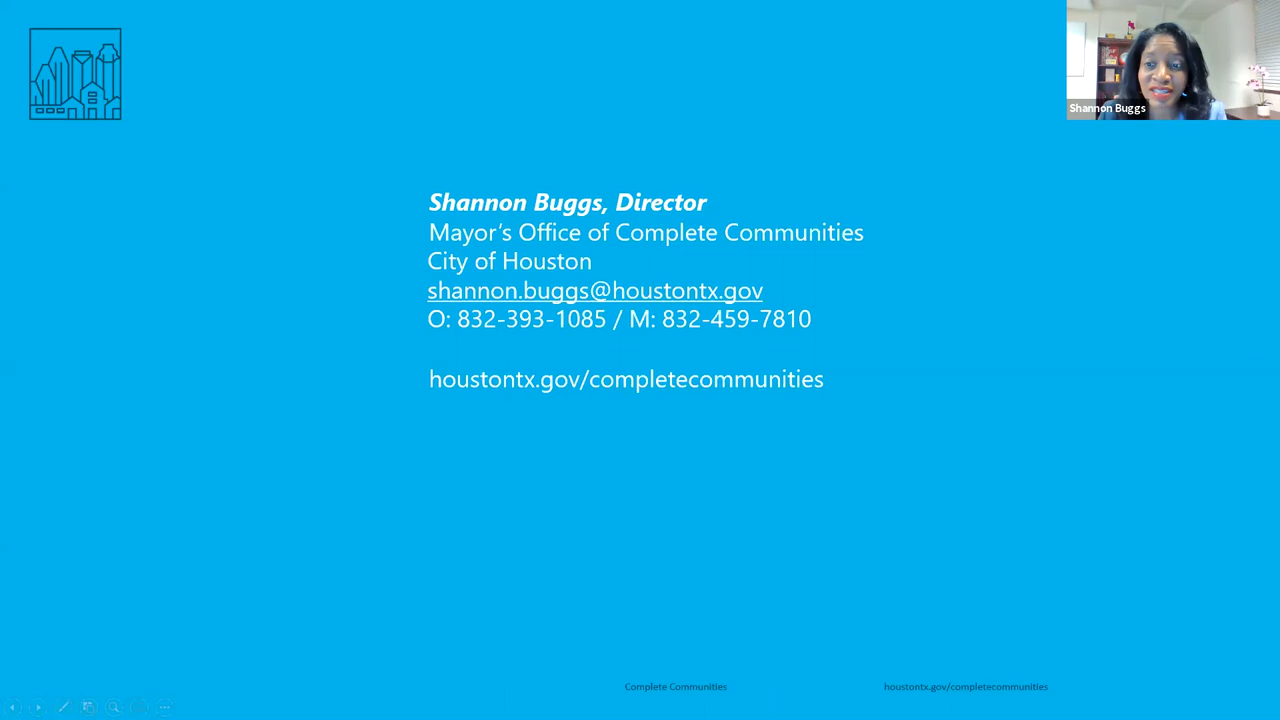 Shannon Buggs
Shannon Buggs, Director
Mayor's Office of Complete Communities
City of Houston
shannon.buggs@houstontx.gov
O: 832-393-1085 / M: 832-459-7810
houstontx.gov/completecommunities
Complete Communities
houstontx.gov/completecommunities